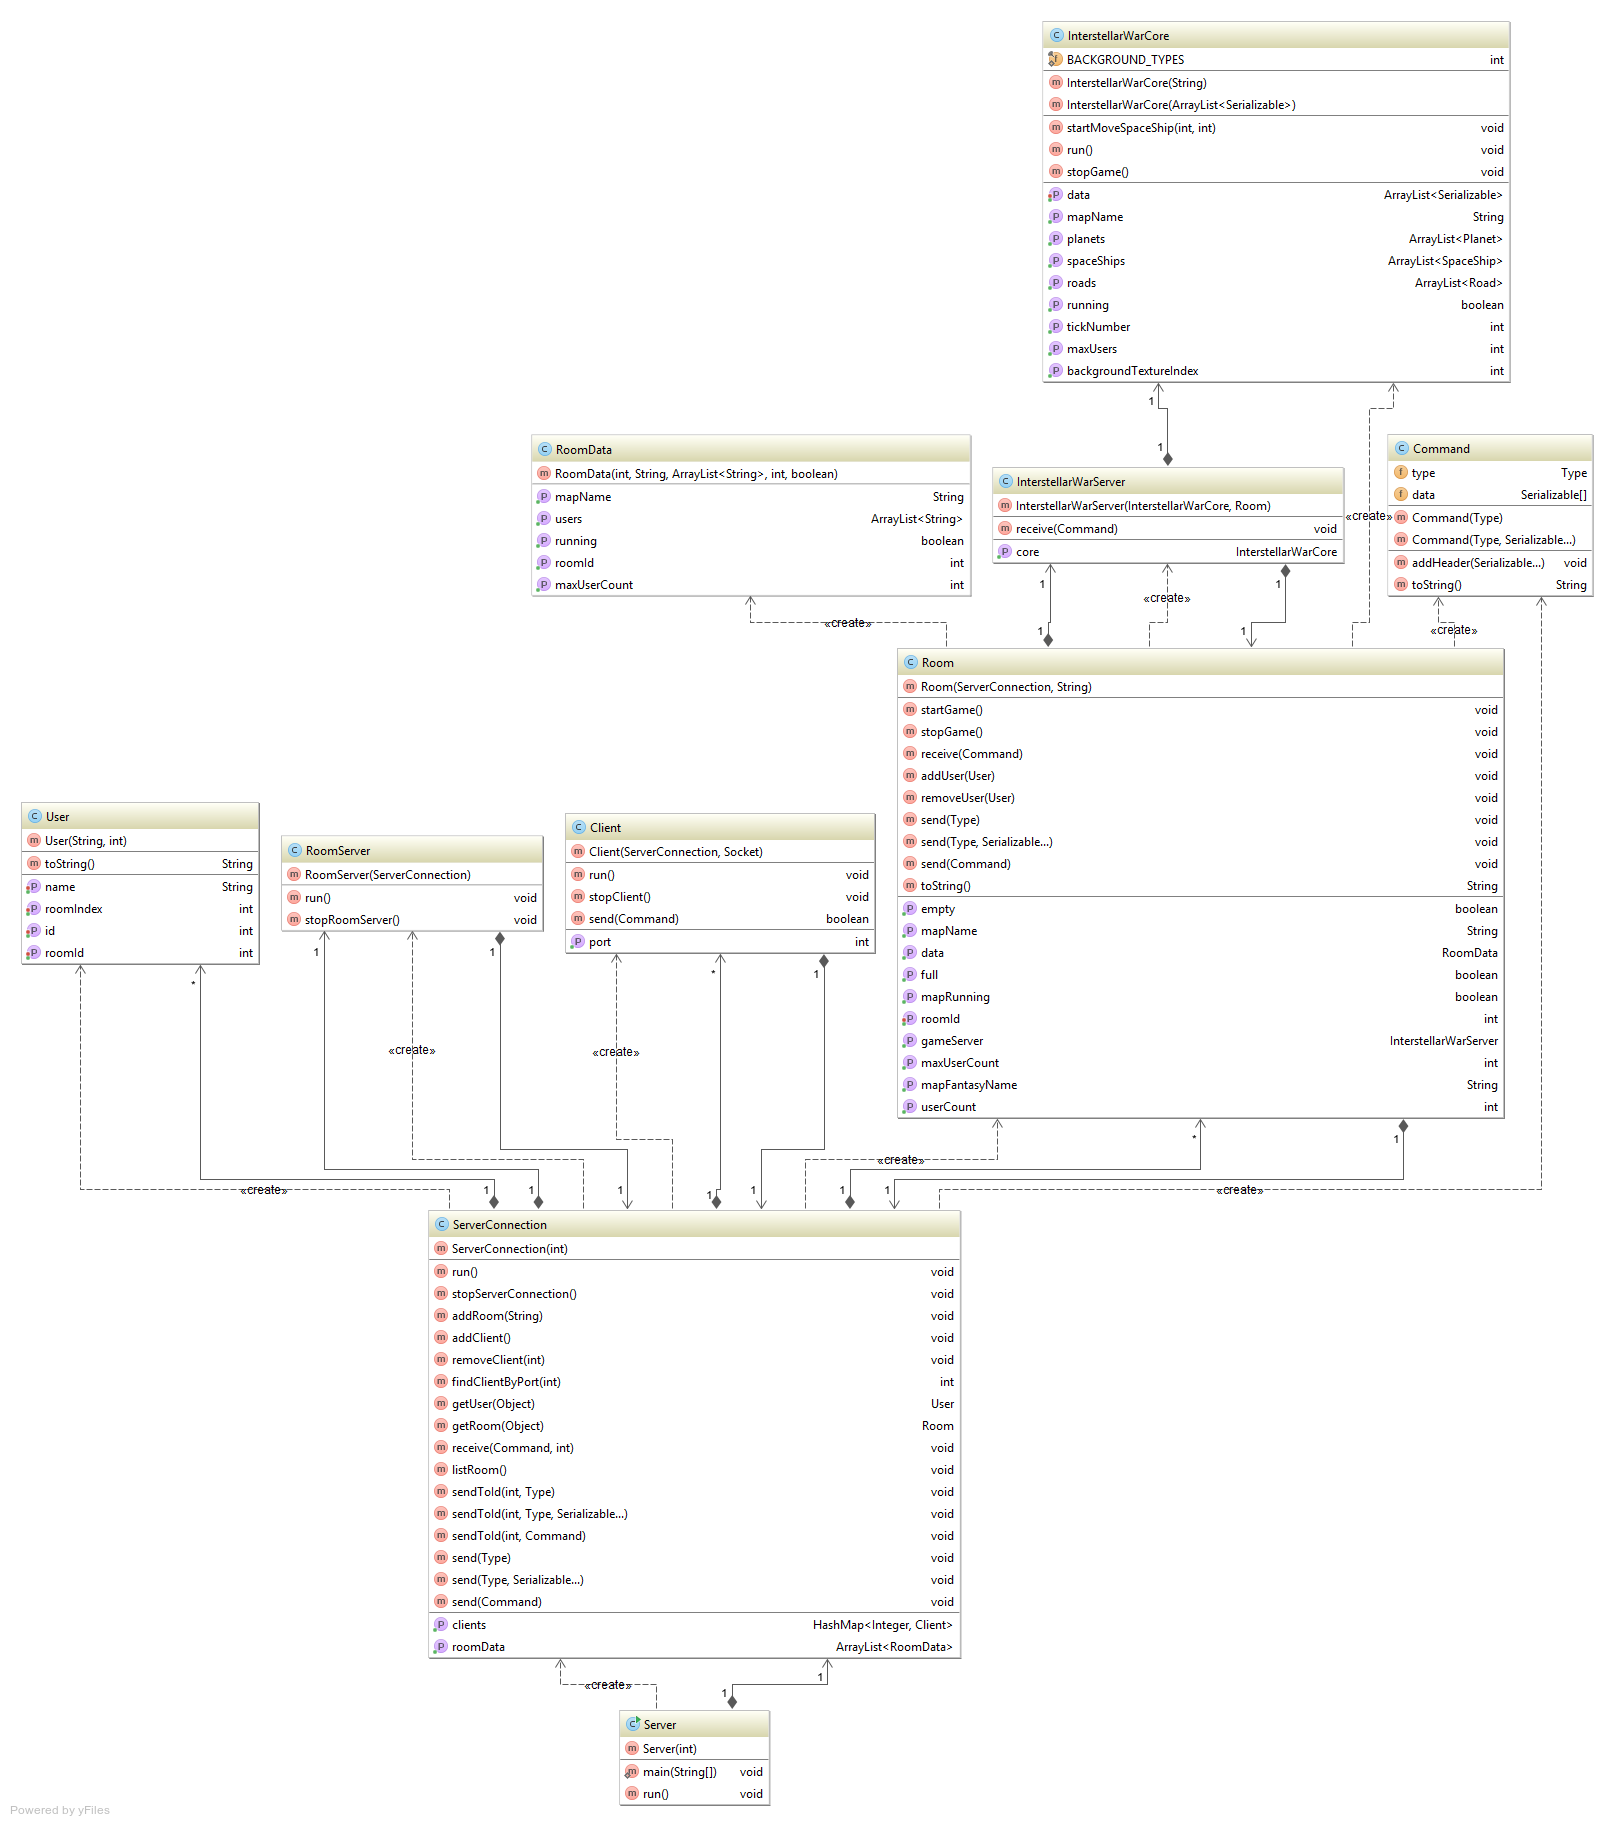 InterstellarWarCore
BACKGROUND_TYPES int
InterstellarWarCore(String)
InterstellarWarCore(ArrayList<Serializable>)
startMoveSpaceShip(int, int) void
run() void
stopGame() void
data ArrayList<Serializable>
mapName String
planets ArrayList<Planet>
spaceShips ArrayList<SpaceShip>
roads ArrayList<Road>
running boolean
tickNumber int
maxUsers int
backgroundTextureIndex int
1
1
«create»
RoomData
RoomData(int, String, ArrayList<String>, int, boolean)
mapName String
users ArrayList<String>
running boolean
roomId int
maxUserCount int
InterstellarWarServer
InterstellarWarServer(InterstellarWarCore, Room)
receive(Command) void
core InterstellarWarCore
Command
type Type
data Serializable[]
Command(Type)
Command(Type, Serializable...)
addHeader(Serializable...) void
toString() String
«create»
1
1
«create»
1
1
«create»
Room
Room(ServerConnection, String)
startGame() void
stopGame() void
receive(Command) void
addUser(User) void
removeUser(User) void
send(Type) void
send(Type, Serializable...) void
send(Command) void
toString() String
empty boolean
mapName String
data RoomData
full boolean
mapRunning boolean
roomId int
gameServer InterstellarWarServer
maxUserCount int
mapFantasyName String
userCount int
User
User(String, int)
toString() String
name String
roomIndex int
id int
roomId int
RoomServer
RoomServer(ServerConnection)
run() void
stopRoomServer() void
Client
Client(ServerConnection, Socket)
run() void
stopClient() void
send(Command) boolean
port int
*
1
1
*
1
«create»
«create»
*
1
«create»
«create»
1
1
1
1
1
1
1
«create»
ServerConnection
ServerConnection(int)
run() void
stopServerConnection() void
addRoom(String) void
addClient() void
removeClient(int) void
findClientByPort(int) int
getUser(Object) User
getRoom(Object) Room
receive(Command, int) void
listRoom() void
sendToId(int, Type) void
sendToId(int, Type, Serializable...) void
sendToId(int, Command) void
send(Type) void
send(Type, Serializable...) void
send(Command) void
clients HashMap<Integer, Client>
roomData ArrayList<RoomData>
«create»
1
1
Server
Server(int)
main(String[]) void
run() void
Powered by yFiles